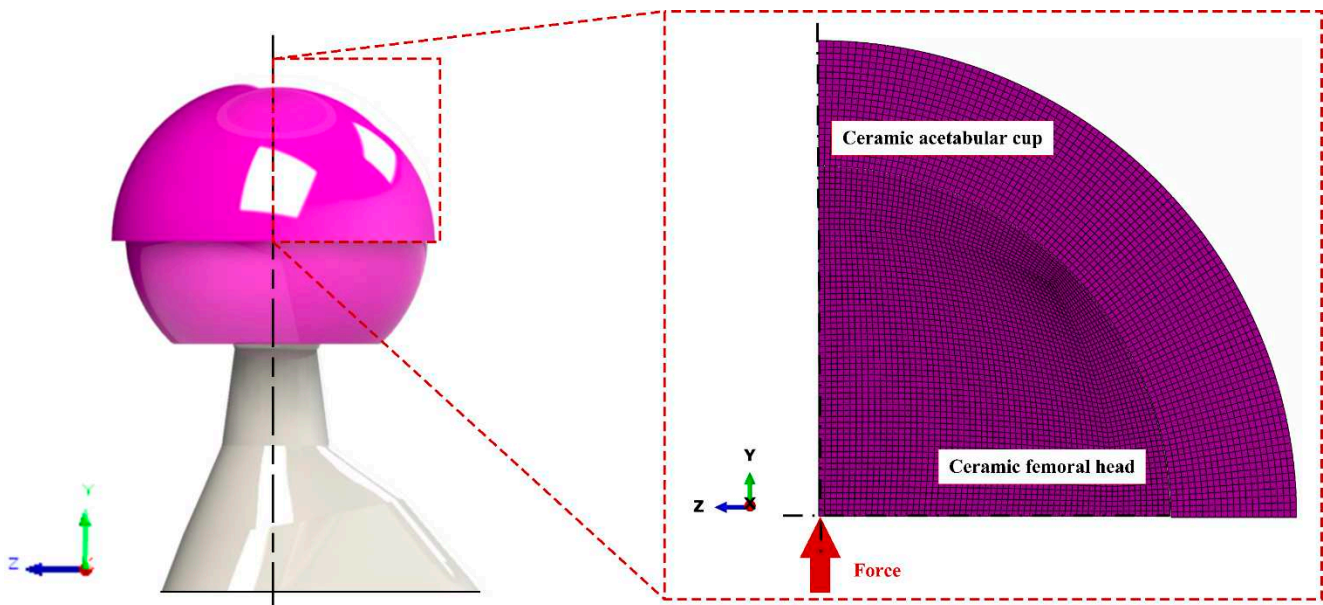 Ceramic acetabular cup
Ceramic femoral head
Y
Z
X
Force
Y
Z
X